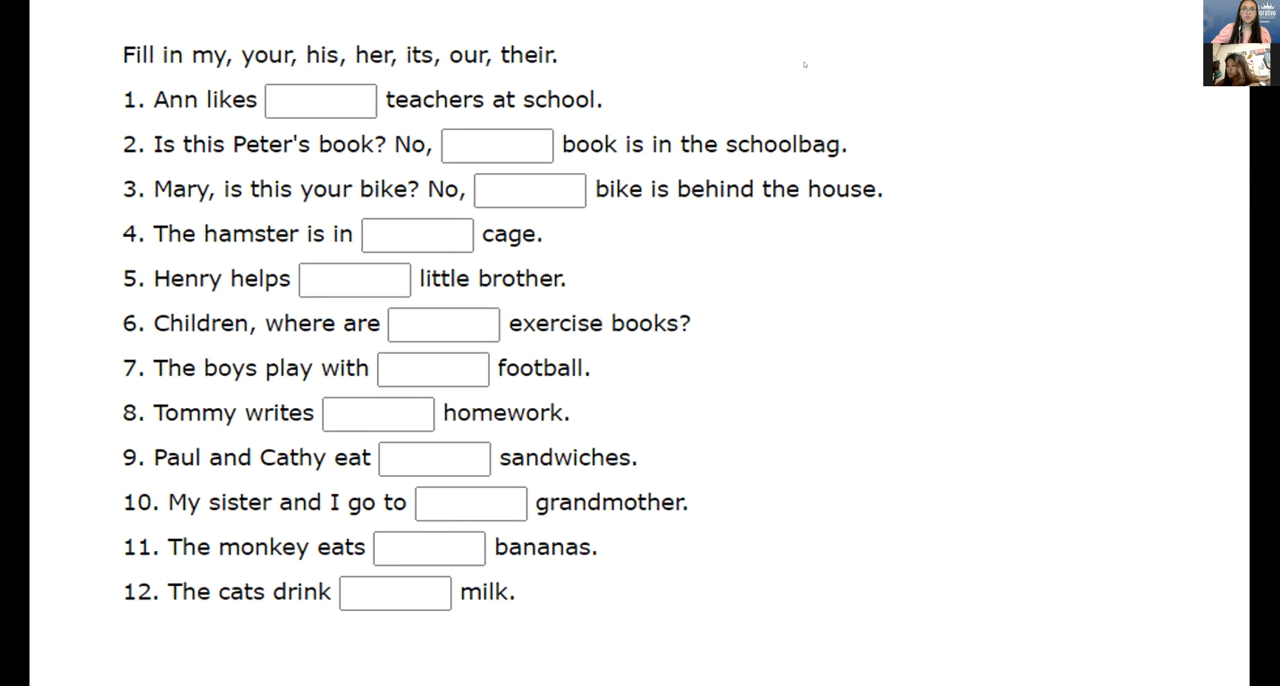 Fill in my, your, his, her, its, our, their.
1. Ann likes teachers at school.
2. Is this Peter's book? No, book is in the schoolbag.
3. Mary, is this your bike? No, bike is behind the house.
4. The hamster is in cage.
5. Henry helps little brother.
6. Children, where are exercise books?
7. The boys play with football.
8. Tommy writes homework.
9. Paul and Cathy eat sandwiches.
10. My sister and I go to grandmother.
11. The monkey eats bananas.
12. The cats drink milk.